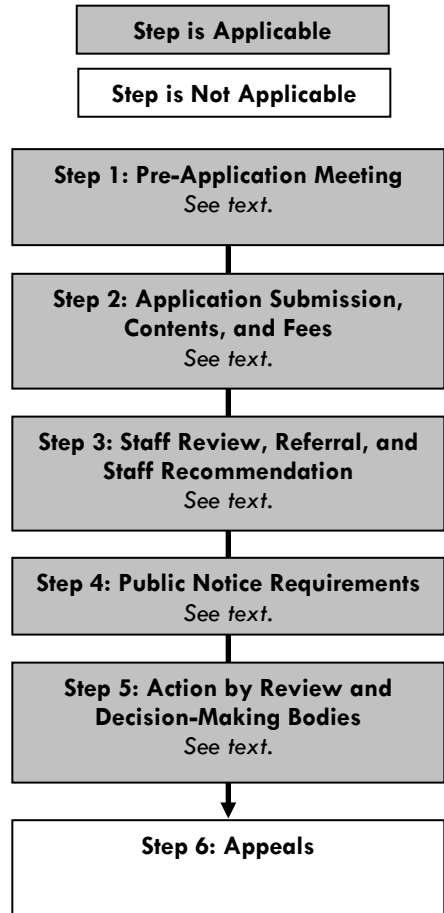 Step is Applicable
Step is Not Applicable
Step 1: Pre-Application Meeting
See text.
Step 2: Application Submission,
Contents, and Fees
See text.
Step 3: Staff Review, Referral, and
Staff Recommendation
See text.
Step 4: Public Notice Requirements
See text.
Step 5: Action by Review and
Decision-Making Bodies
See text.
Step 6: Appeals